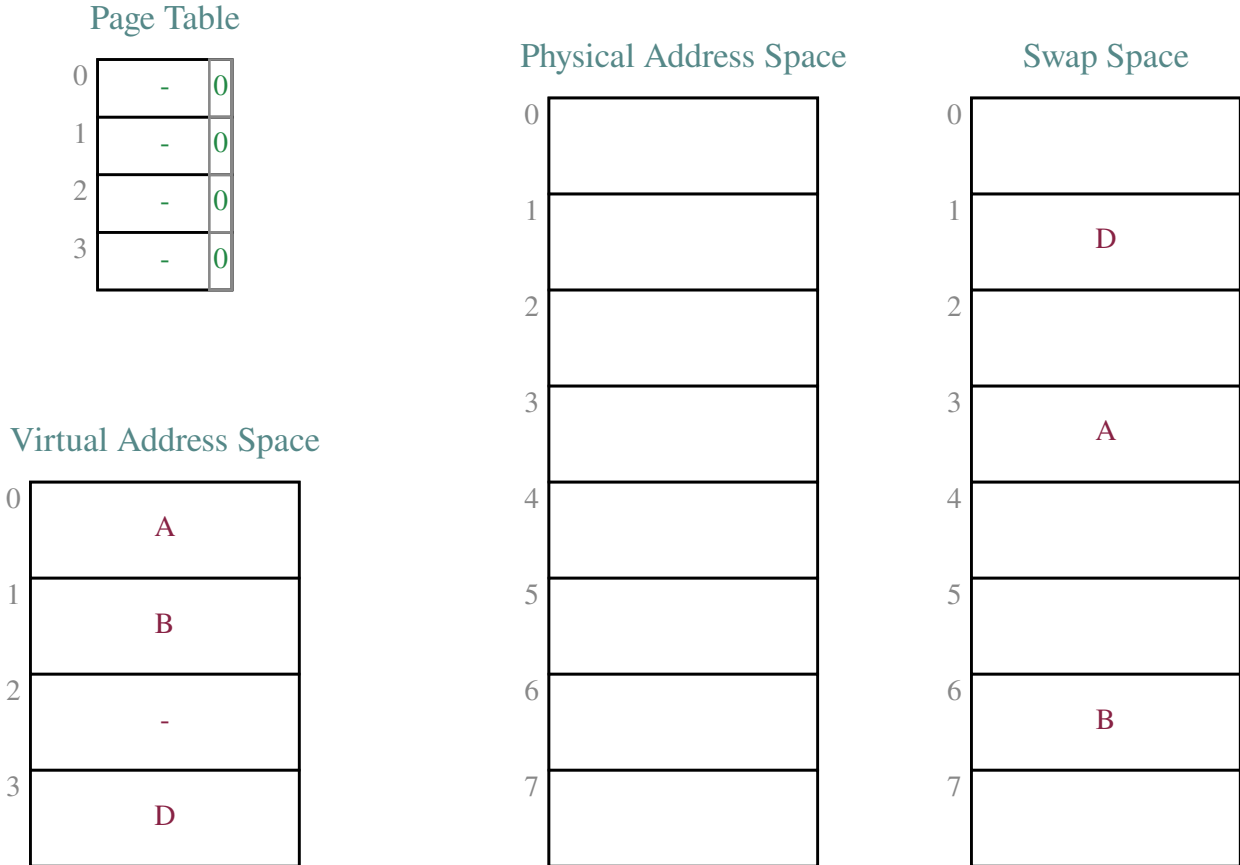 Page Table
0 - 0
1 - 0
2 - 0
3 - 0
Virtual Address Space
0 A
1 B
2 -
3 D
Physical Address Space
0
1
2
3
4
5
6
7
Swap Space
0
1 D
2
3 A
4
5
6 B
7